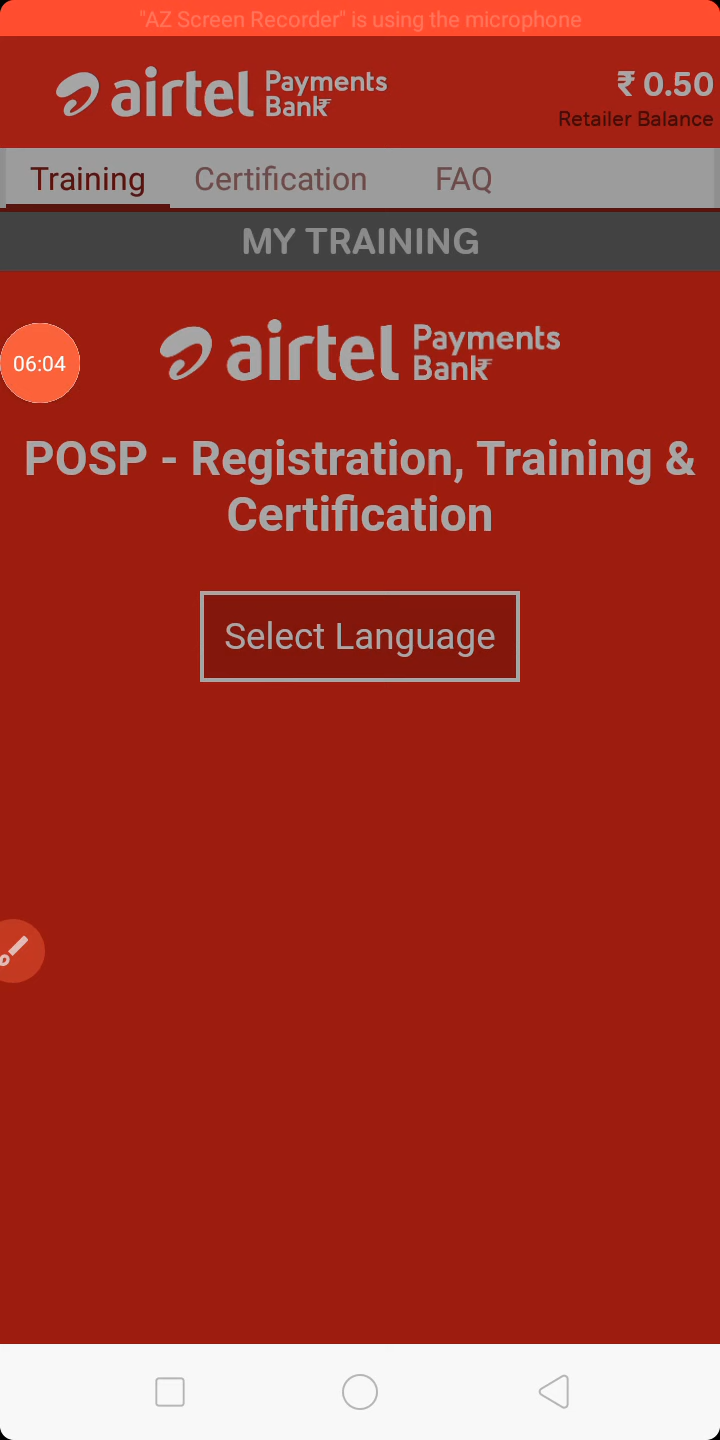 "AZ Screen Recorder" is using the microphone
airtel Payments Bank
₹ 0.50
Retailer Balance
Training Certification FAQ
MY TRAINING
06:04
airtel Payments Bank
POSP - Registration, Training &
Certification
Select Language